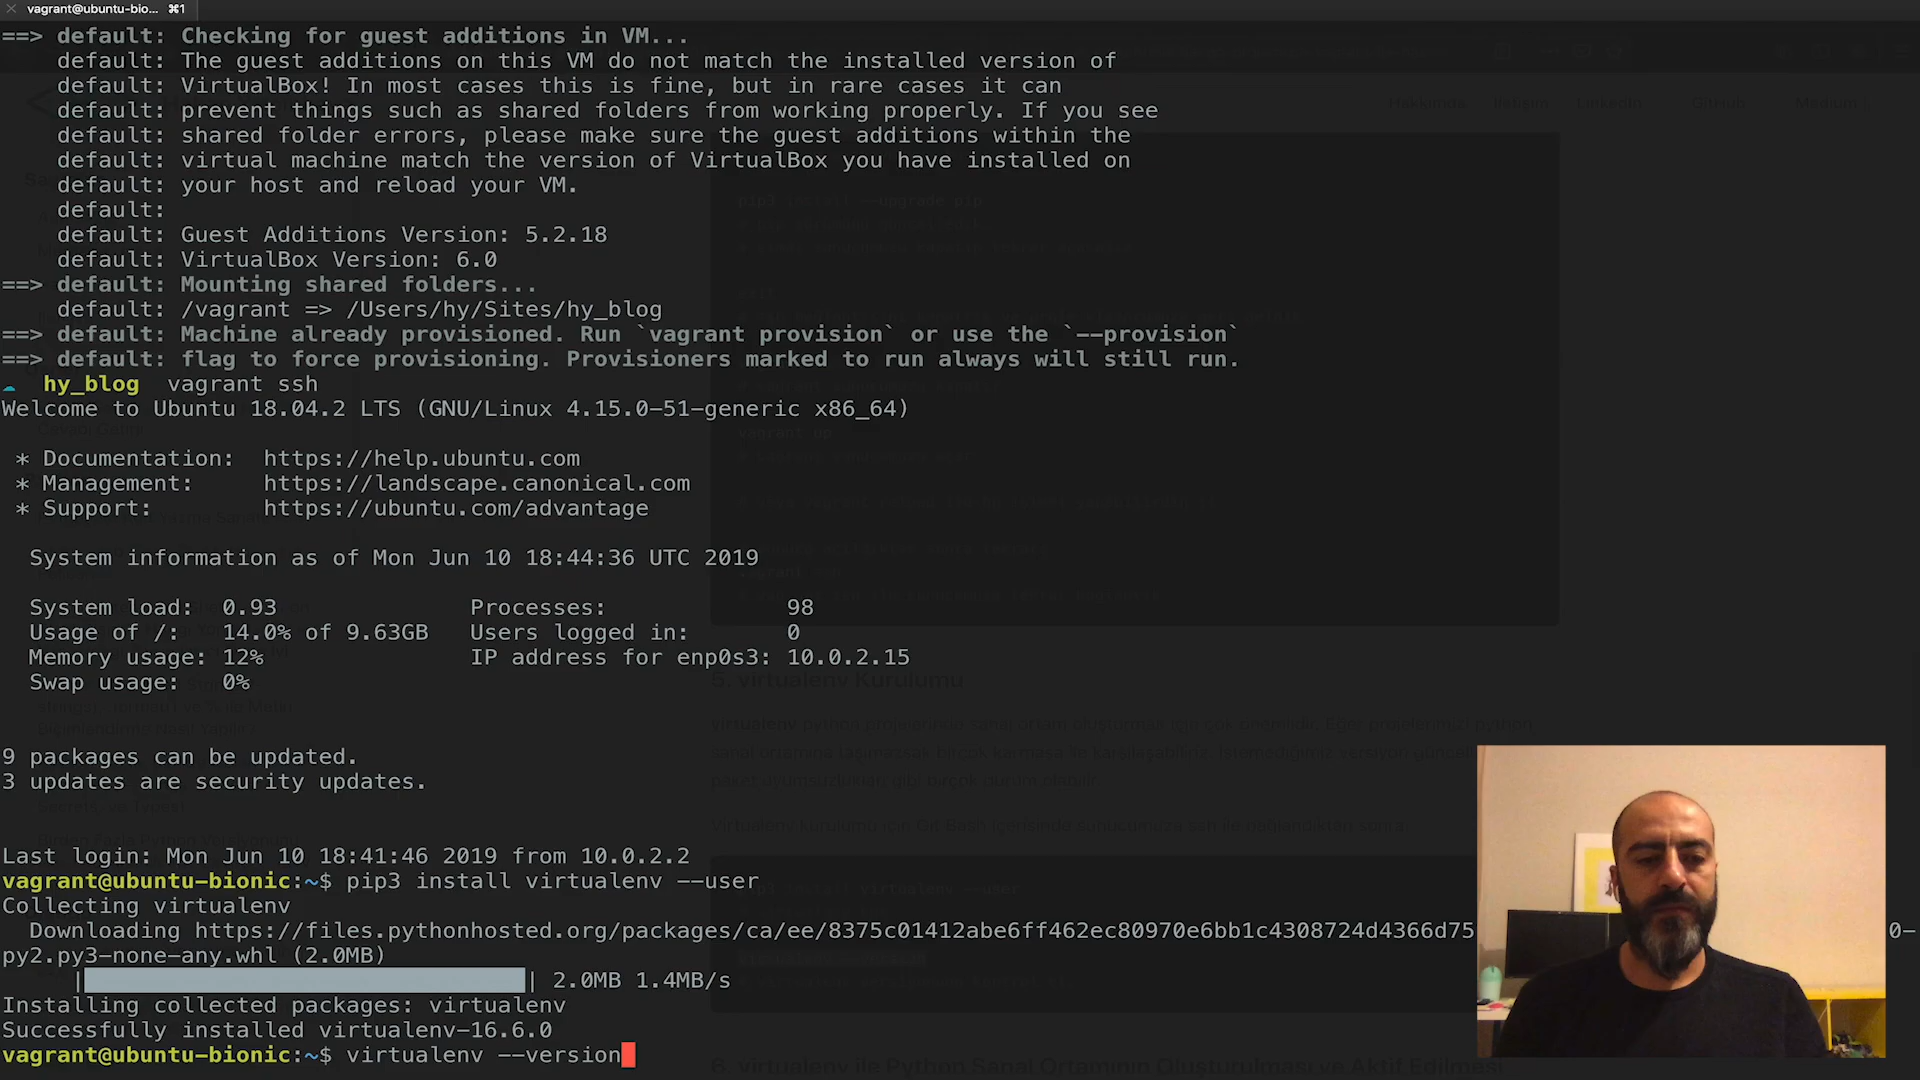 vagrant@ubuntu-bio... ⌘1
==> default: Checking for guest additions in VM...
default: The guest additions on this VM do not match the installed version of
default: VirtualBox! In most cases this is fine, but in rare cases it can
default: prevent things such as shared folders from working properly. If you see
default: shared folder errors, please make sure the guest additions within the
default: virtual machine match the version of VirtualBox you have installed on
default: your host and reload your VM.
default:
default: Guest Additions Version: 5.2.18
default: VirtualBox Version: 6.0
==> default: Mounting shared folders...
default: /vagrant => /Users/hy/Sites/hy_blog
==> default: Machine already provisioned. Run `vagrant provision` or use the `--provision`
==> default: flag to force provisioning. Provisioners marked to run always will still run.
hy_blog vagrant ssh
Welcome to Ubuntu 18.04.2 LTS (GNU/Linux 4.15.0-51-generic x86_64)
* Documentation: https://help.ubuntu.com
* Management: https://landscape.canonical.com
* Support: https://ubuntu.com/advantage
System information as of Mon Jun 10 18:44:36 UTC 2019
System load: 0.93 Processes: 98
Usage of /: 14.0% of 9.63GB Users logged in: 0
Memory usage: 12% IP address for enp0s3: 10.0.2.15
Swap usage: 0%
5. virtualenv Kurulumu
9 packages can be updated.
3 updates are security updates.
Last login: Mon Jun 10 18:41:46 2019 from 10.0.2.2
vagrant@ubuntu-bionic:~$ pip3 install virtualenv --user
Collecting virtualenv
Downloading https://files.pythonhosted.org/packages/ca/ee/8375c01412abe6ff462ec80970e6bb1c4308724d4366d75 0-
py2.py3-none-any.whl (2.0MB)
| | 2.0MB 1.4MB/s
Installing collected packages: virtualenv
Successfully installed virtualenv-16.6.0
vagrant@ubuntu-bionic:~$ virtualenv --version
6. virtualenv ile Python Sanal Ortamının Oluşturulması ve Aktif Edilmesi